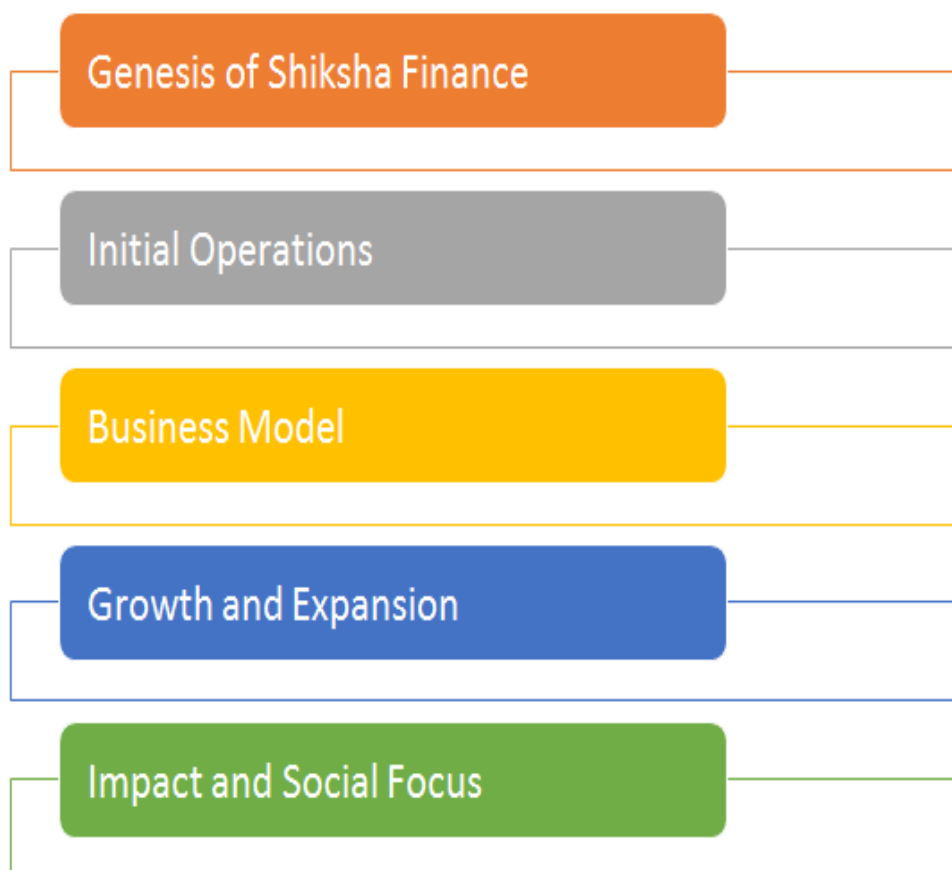 Genesis of Shiksha Finance
Initial Operations
Business Model
Growth and Expansion
Impact and Social Focus